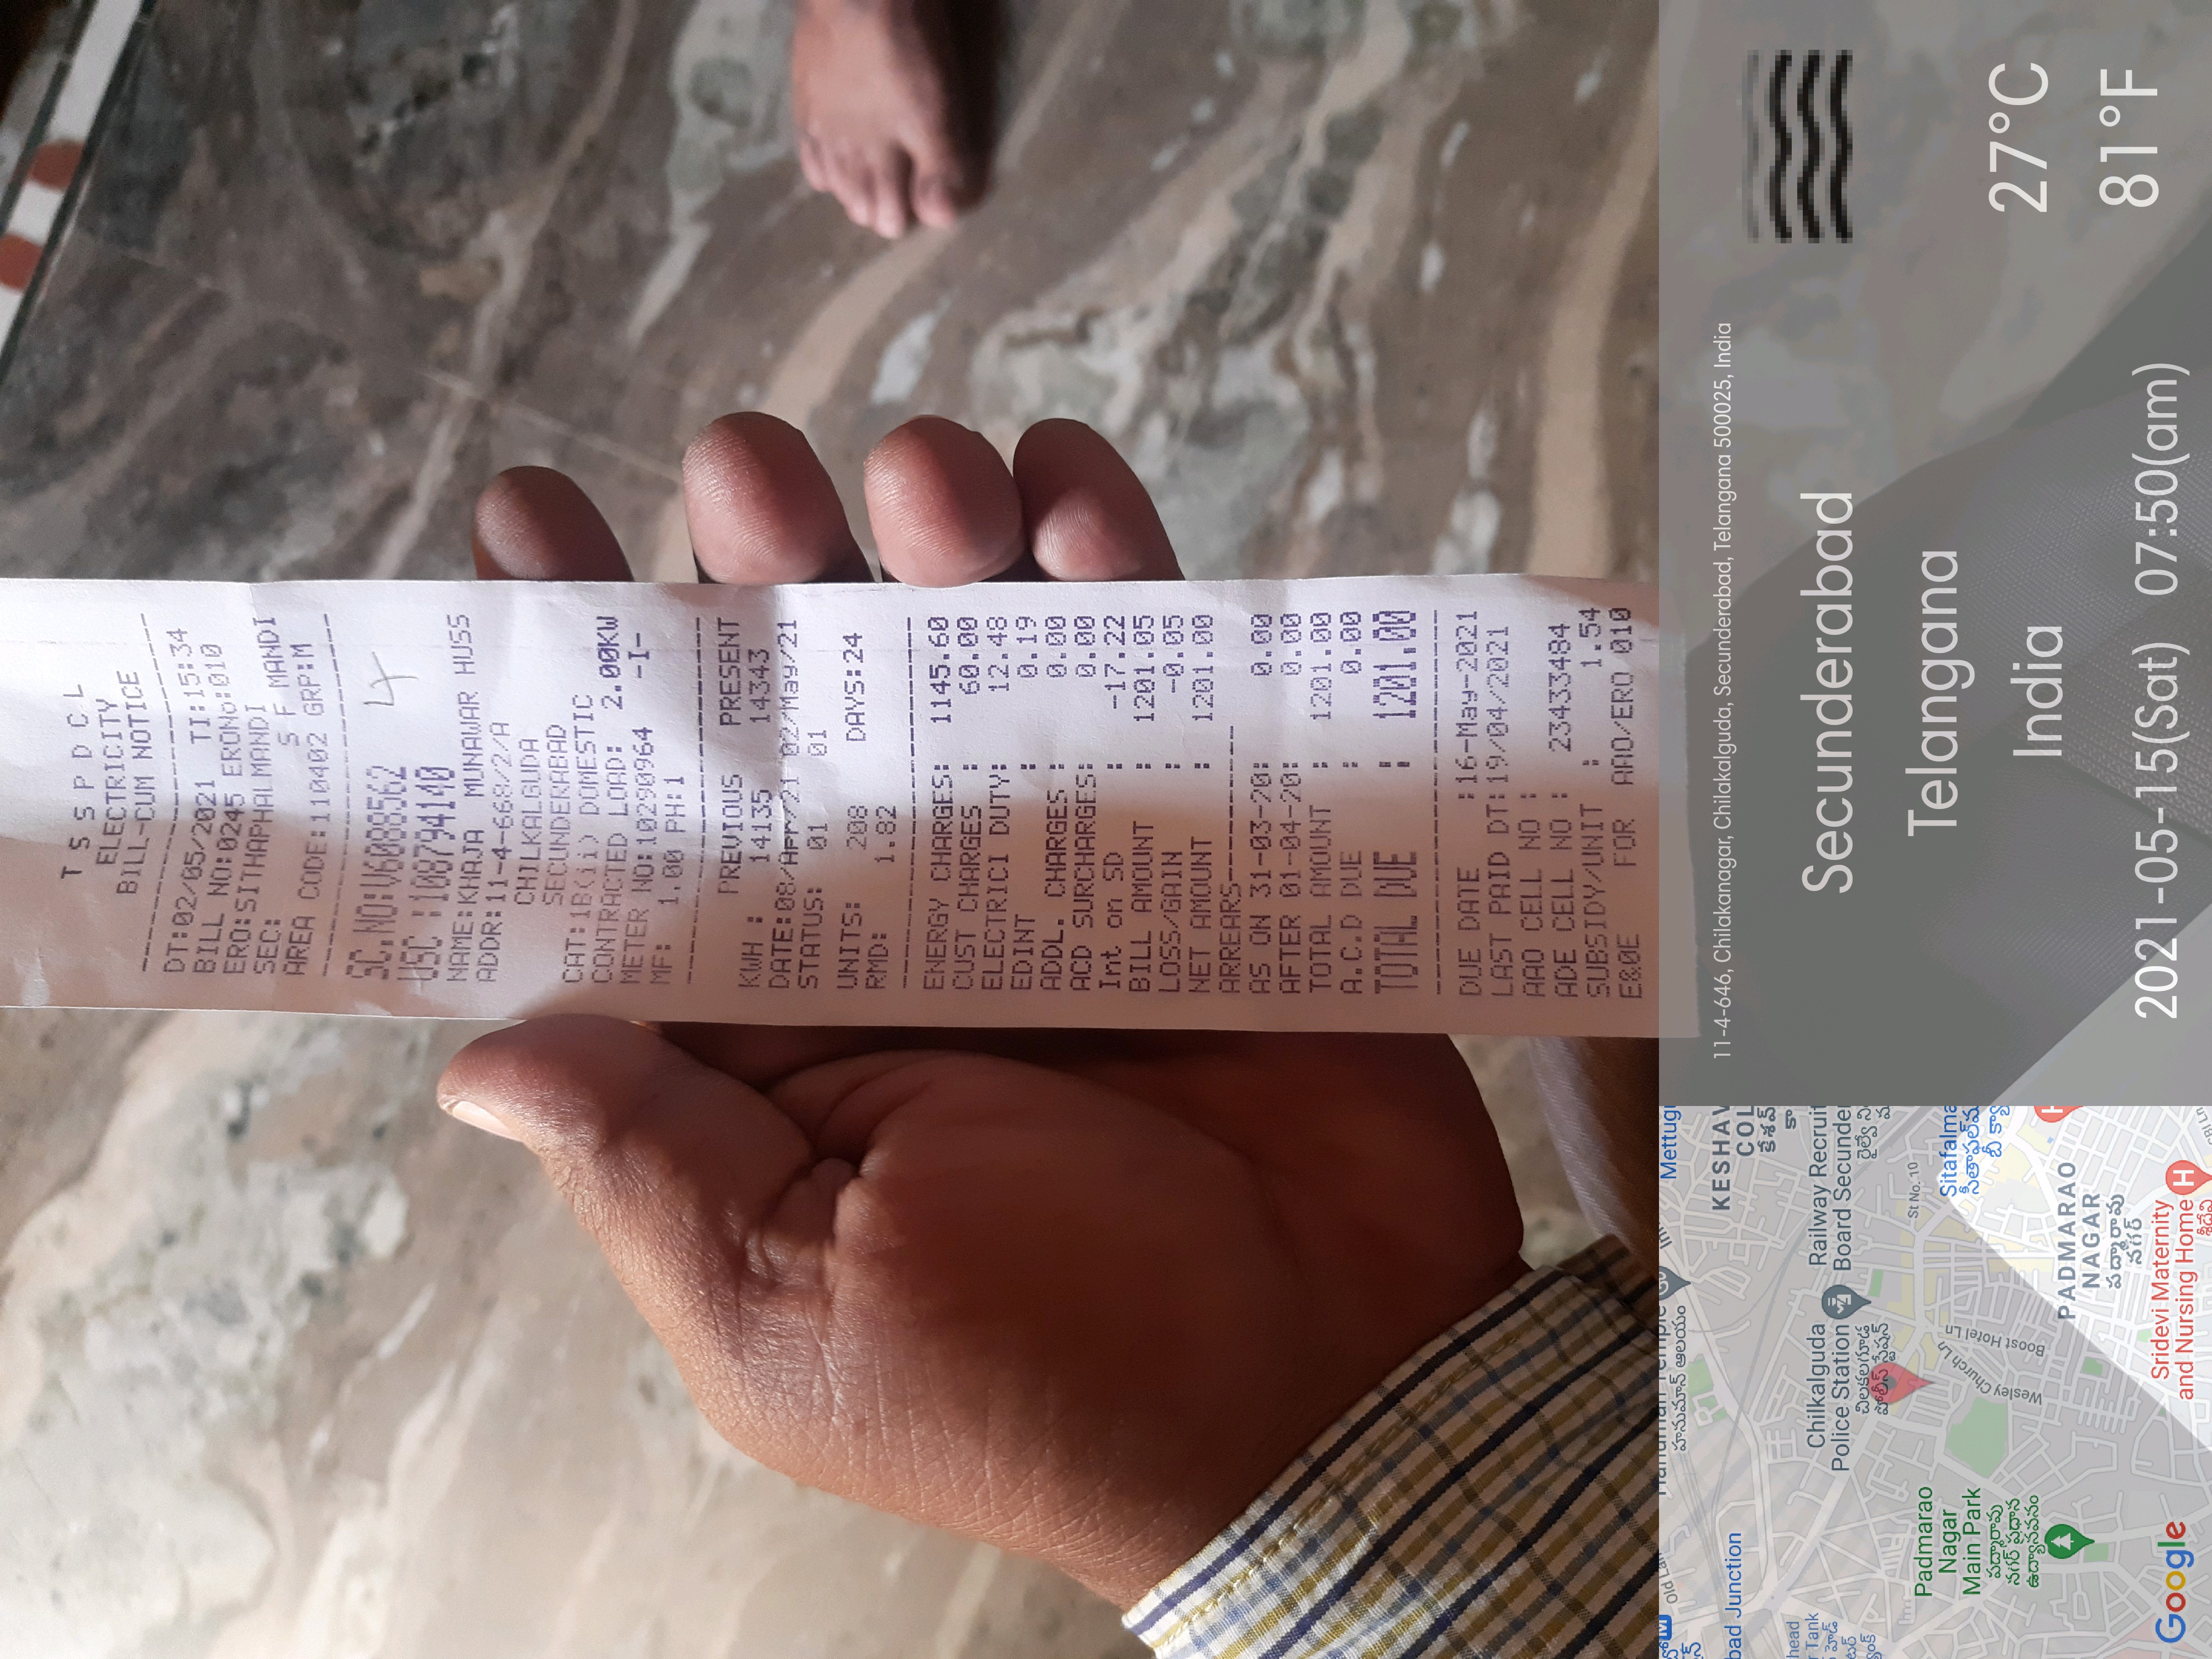 T S S P D C L
ELECTRICITY
BILL-CUM NOTICE
DT:02/05/2021 TI:15:34
BILL NO:0245 ERONo:010
ERO:SITHAPHALMANDI
SEC: S F MANDI
AREA CODE:110402 GRP:M
SC.NO:V6088562 4
USC :108794140
NAME:KHAJA MUNAWAR HUSS
ADDR:11-4-668/2/A
CHILKALGUDA
SECUNDERABAD
CAT:1B(ii) DOMESTIC
CONTRACTED LOAD: 2.00KW
METER NO:10290964 -I-
MF: 1.00 PH:1
PREVIOUS PRESENT
KWH : 14135 14343
DATE:08/Apr/21 02/May/21
STATUS: 01 01
UNITS: 208 DAYS:24
RMD: 1.82
ENERGY CHARGES: 1145.60
CUST CHARGES : 60.00
ELECTRICI DUTY: 12.48
EDINT : 0.19
ADDL. CHARGES : 0.00
ACD SURCHARGES: 0.00
Int on SD : -17.22
BILL AMOUNT : 1201.05
LOSS/GAIN : -0.05
NET AMOUNT : 1201.00
ARREARS----------
AS ON 31-03-20: 0.00
AFTER 01-04-20: 0.00
TOTAL AMOUNT : 1201.00
A.C.D DUE : 0.00
TOTAL DUE : 1201.00
DUE DATE :16-May-2021
LAST PAID DT:19/04/2021
AAO CELL NO :
ADE CELL NO : 23433484
SUBSIDY/UNIT : 1.54
E&OE FOR AAO/ERO 010
Old
హనుమాన్ ఆలయం
Mettugu
bad Junction
KESHAV
COL
కేశవ్
కా
head
r Tank
Chilkalguda
Police Station
చిలకలగూడ
పోలీస్ స్టేషన్
Railway Recruit
Board Secunder
రైల్వే ని
St No. 10
Padmarao
Nagar
Main Park
పద్మారావు
నగర్ ప్రధాన
ఉద్యానవనం
Wesley Church Ln
Boost Hotel Ln
Sitafalma
సీతాఫల్మ
బీ క్యా
PADMARAO
NAGAR
పద్మారావు
నగర్
Sridevi Maternity
and Nursing Home
శ్రీదేవి
Google
11-4-646, Chilakanagar, Chilakalguda, Secunderabad, Telangana 500025, India
Secunderabad
Telangana
India
2021-05-15(Sat) 07:50(am)
27°C
81°F